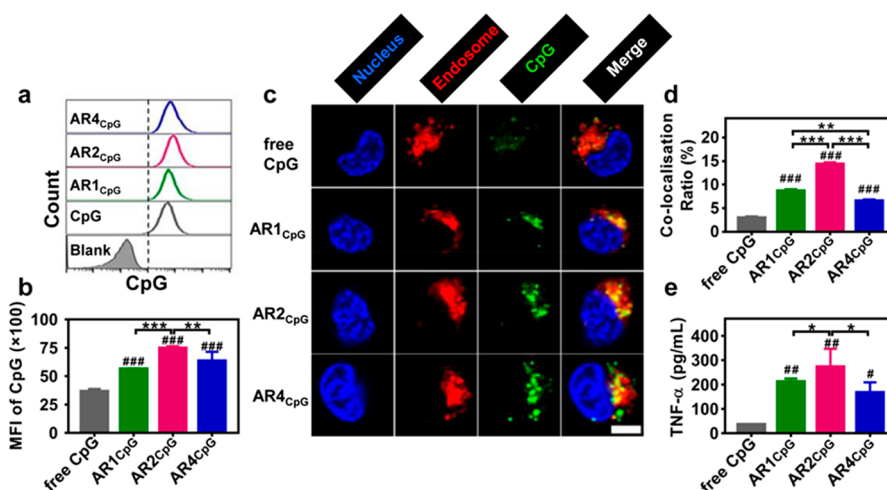 a
AR4CpG
AR2CpG
AR1CpG
CpG
Blank
Count
CpG
b
MFI of CpG (×100)
100
75
50
25
0
###
###
###
***
**
free CpG
AR1CpG
AR2CpG
AR4CpG
c
Nucleus
Endosome
CpG
Merge
free
CpG
AR1CpG
AR2CpG
AR4CpG
d
Co-localisation
Ratio (%)
20
15
10
5
0
**
***
***
###
###
###
free CpG
AR1CpG
AR2CpG
AR4CpG
e
TNF-α (pg/mL)
400
300
200
100
0
*
*
##
##
#
free CpG
AR1CpG
AR2CpG
AR4CpG